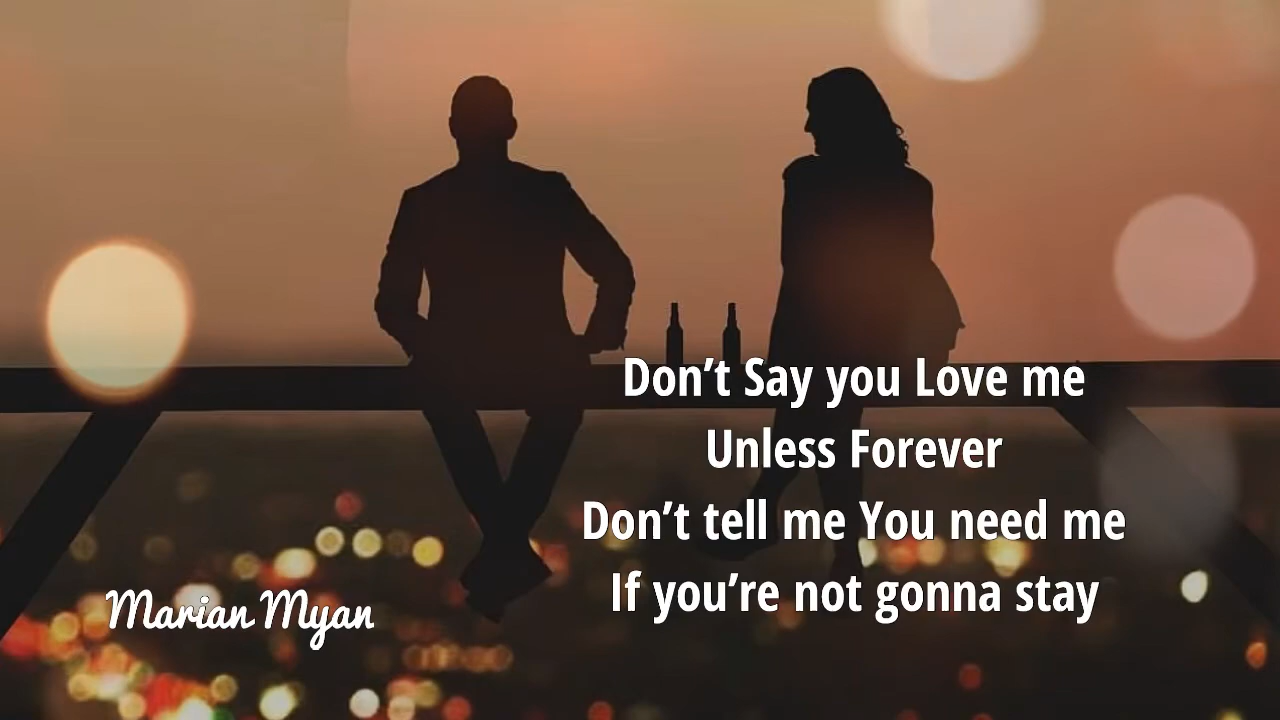 Don’t Say you Love me
Unless Forever
Don’t tell me You need me
If you’re not gonna stay
Marian Myan